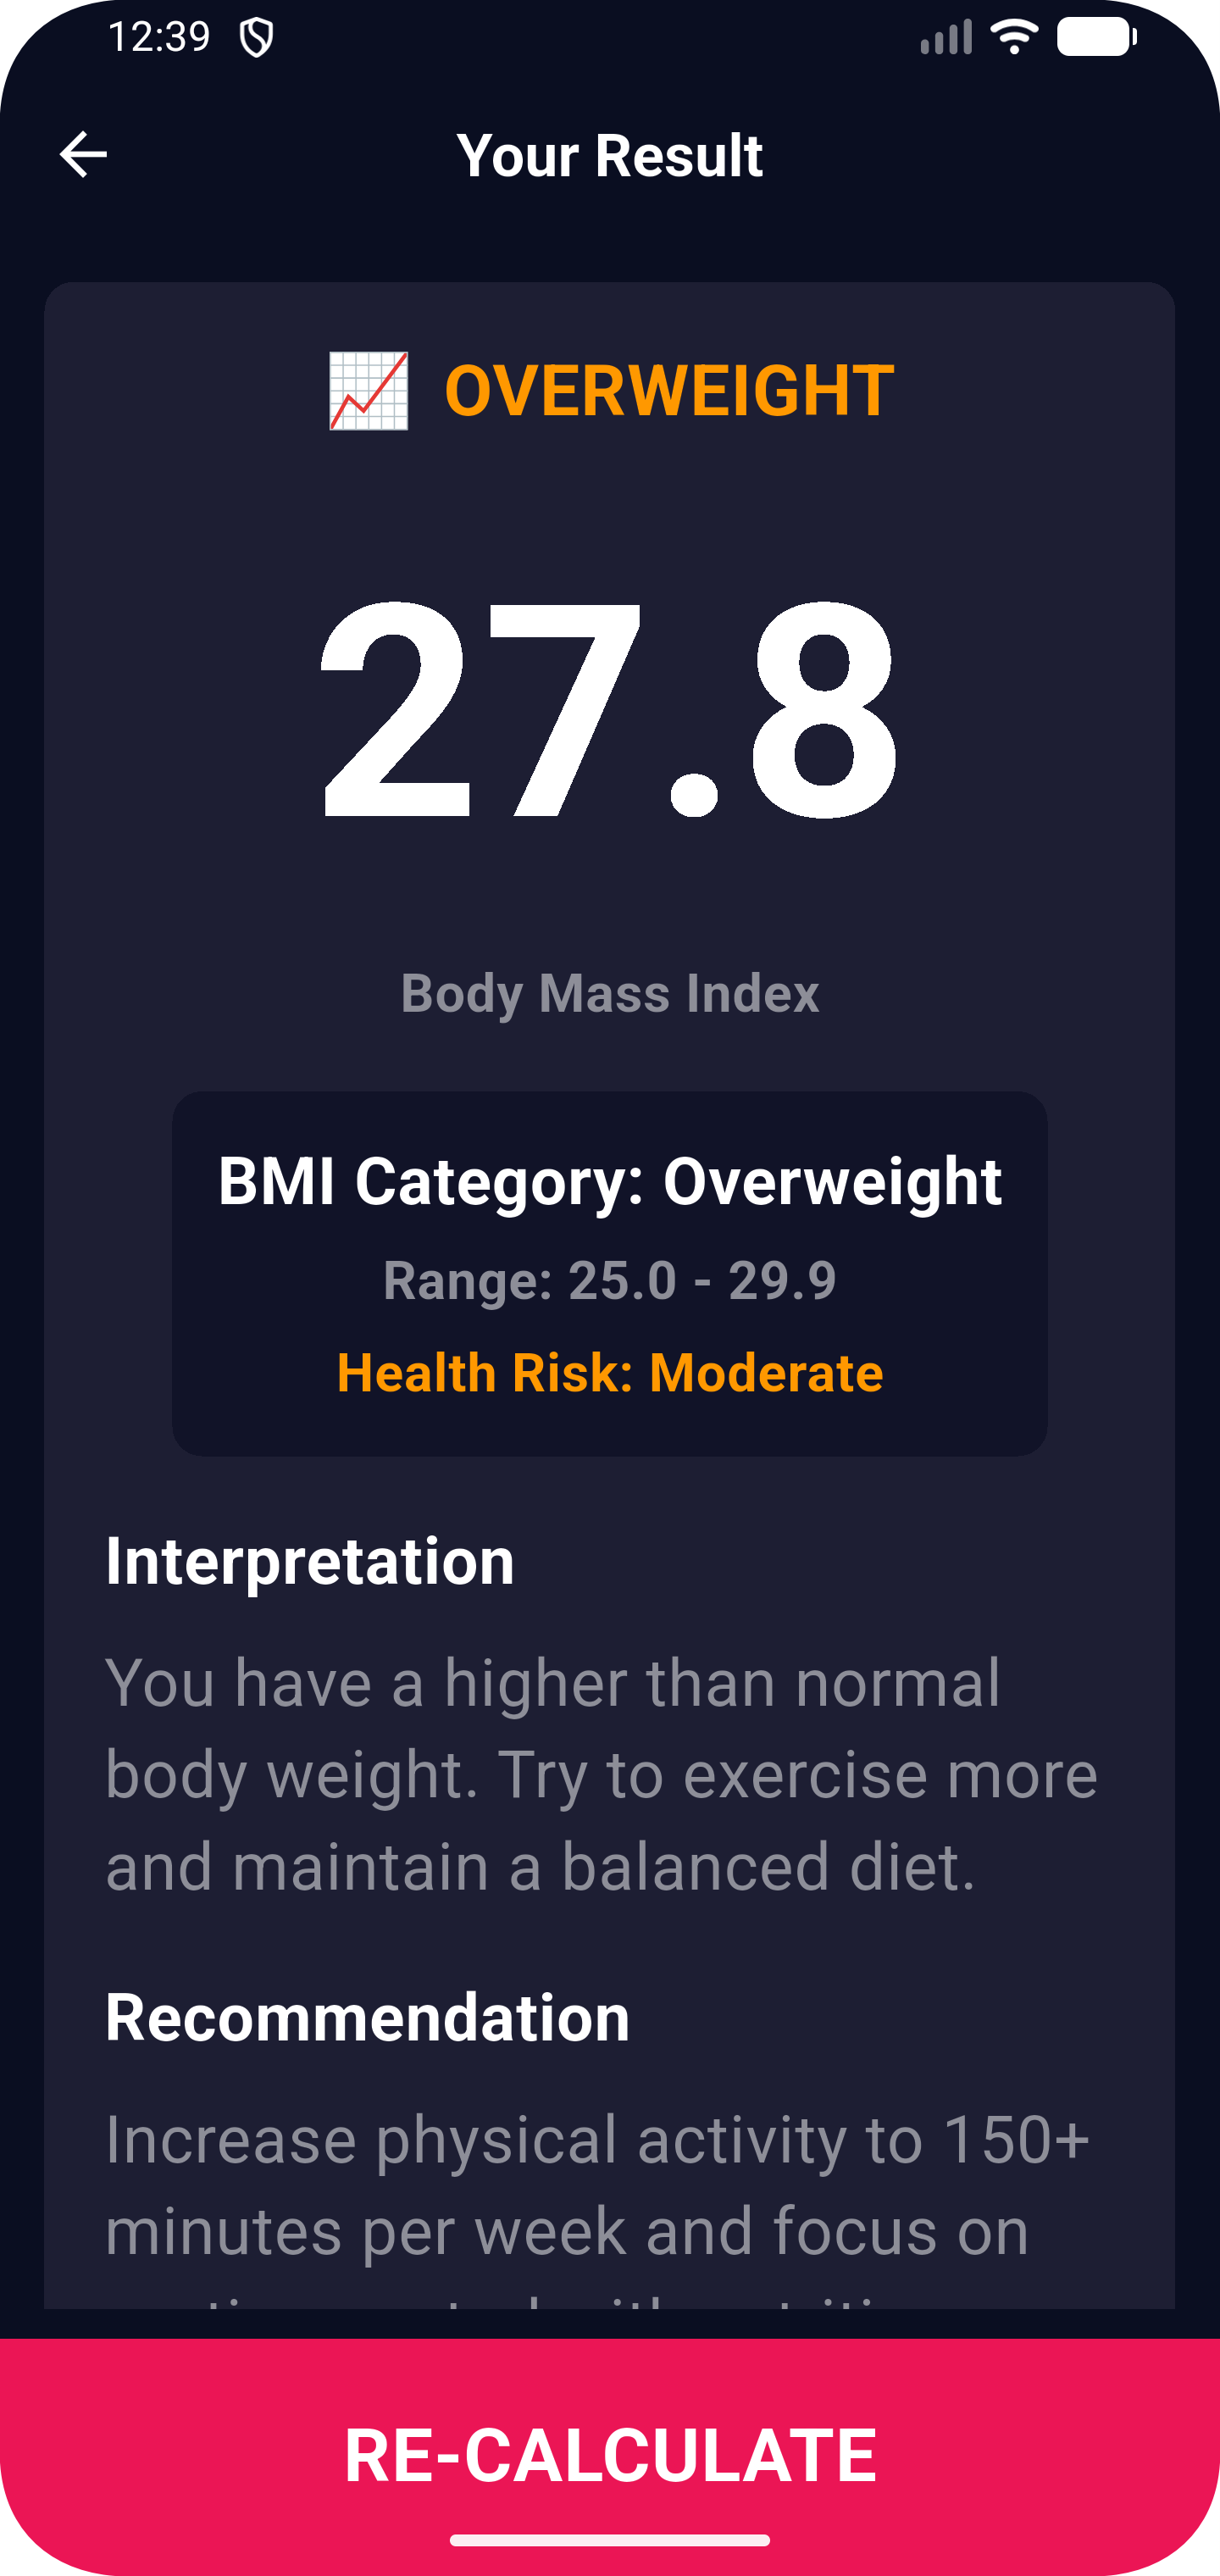 12:39
Your Result
OVERWEIGHT
27.8
Body Mass Index
BMI Category: Overweight
Range: 25.0 - 29.9
Health Risk: Moderate
Interpretation
You have a higher than normal
body weight. Try to exercise more
and maintain a balanced diet.
Recommendation
Increase physical activity to 150+
minutes per week and focus on
RE-CALCULATE